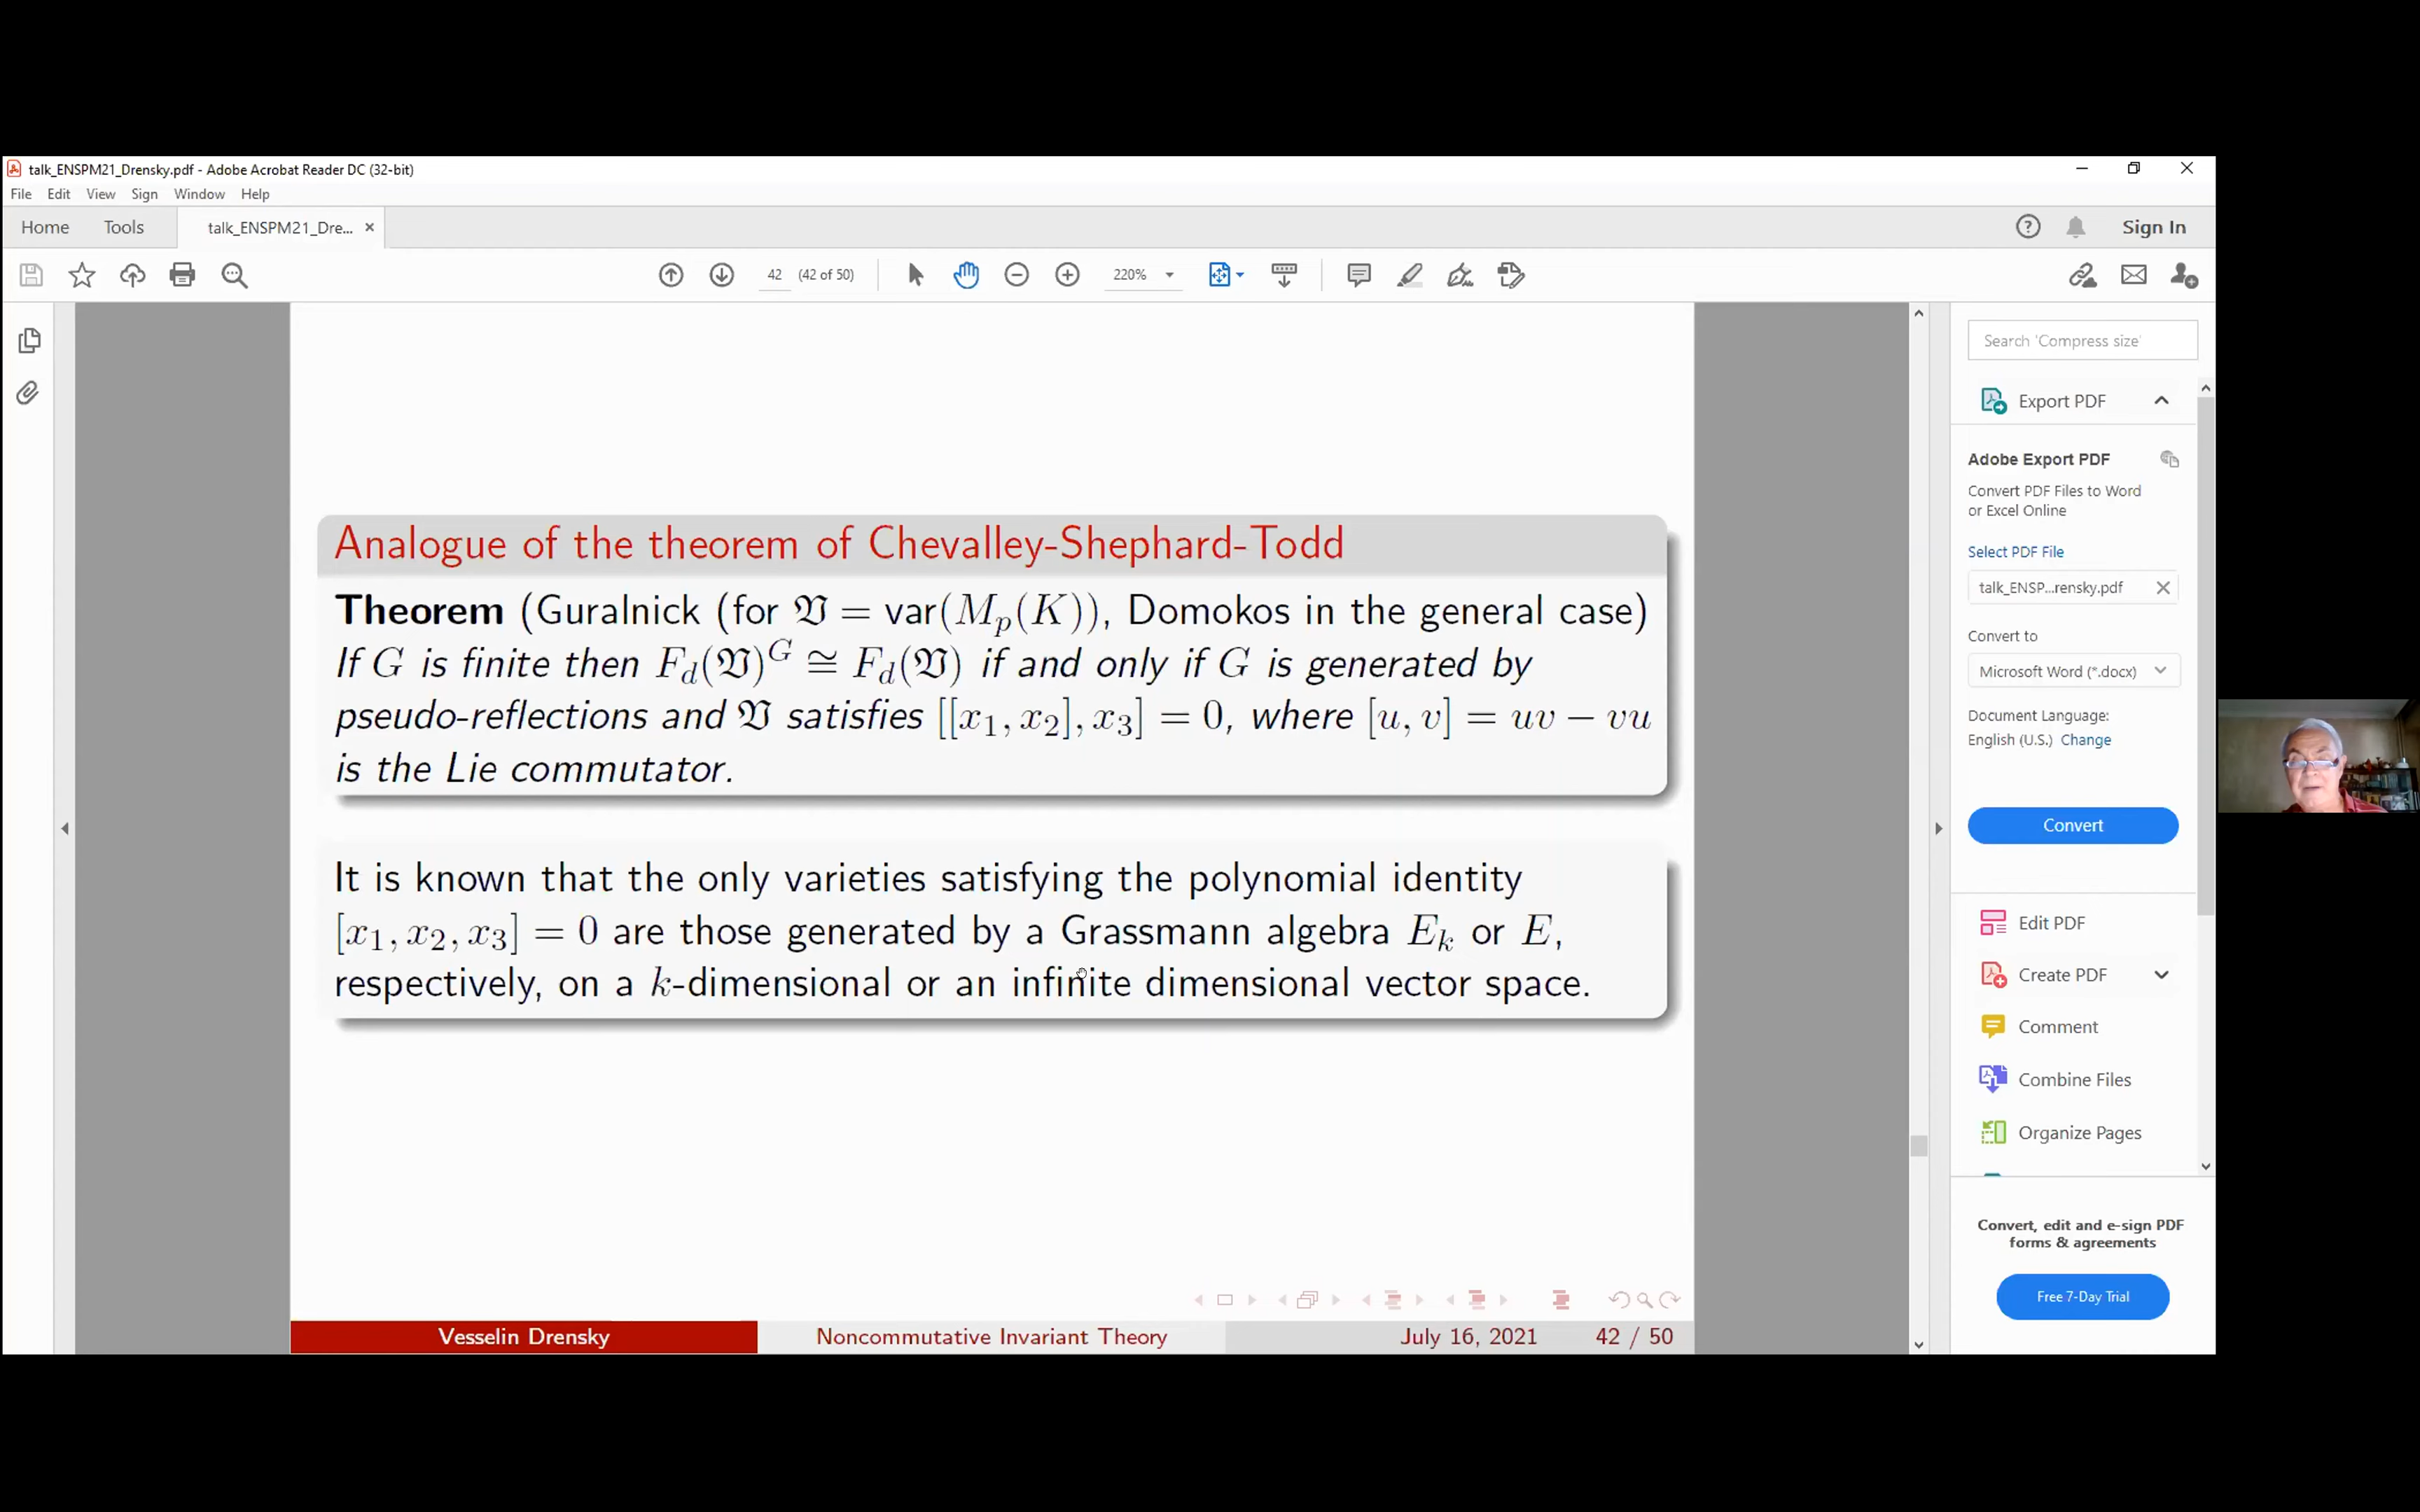 talk_ENSPM21_Drensky.pdf - Adobe Acrobat Reader DC (32-bit)
File Edit View Sign Window Help
Home Tools talk_ENSPM21_Dre... × Sign In
42 (42 of 50) 220%
Search 'Compress size'
Export PDF
Adobe Export PDF
Convert PDF Files to Word
or Excel Online
Select PDF File
talk_ENSP...rensky.pdf
Convert to
Microsoft Word (*.docx)
Document Language:
English (U.S.) Change
Convert
Edit PDF
Create PDF
Comment
Combine Files
Organize Pages
Convert, edit and e-sign PDF
forms & agreements
Free 7-Day Trial
Analogue of the theorem of Chevalley-Shephard-Todd
Theorem (Guralnick (for 𝔙 = var(M_p(K)), Domokos in the general case)
If G is finite then F_d(𝔙)^G ≅ F_d(𝔙) if and only if G is generated by
pseudo-reflections and 𝔙 satisfies [[x₁, x₂], x₃] = 0, where [u, v] = uv − vu
is the Lie commutator.
It is known that the only varieties satisfying the polynomial identity
[x₁, x₂, x₃] = 0 are those generated by a Grassmann algebra E_k or E,
respectively, on a k-dimensional or an infinite dimensional vector space.
Vesselin Drensky Noncommutative Invariant Theory July 16, 2021 42 / 50